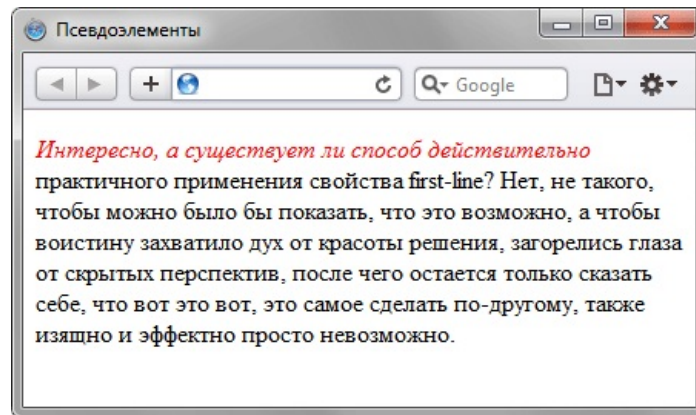 Псевдоэлементы
Google
Интересно, а существует ли способ действительно
практичного применения свойства first-line? Нет, не такого,
чтобы можно было бы показать, что это возможно, а чтобы
воистину захватило дух от красоты решения, загорелись глаза
от скрытых перспектив, после чего остается только сказать
себе, что вот это вот, это самое сделать по-другому, также
изящно и эффектно просто невозможно.